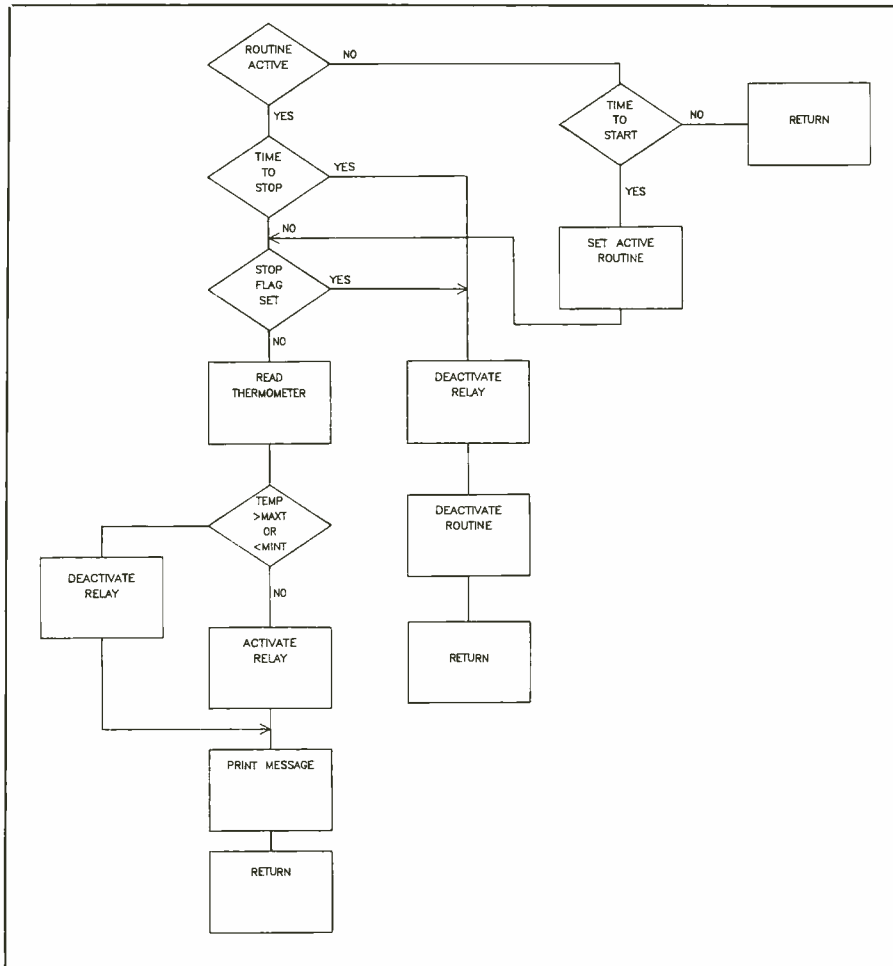 ROUTINE
ACTIVE
NO
YES
TIME
TO
START
NO
RETURN
YES
TIME
TO
STOP
YES
NO
SET ACTIVE
ROUTINE
STOP
FLAG
SET
YES
NO
READ
THERMOMETER
DEACTIVATE
RELAY
TEMP
>MAXT
OR
<MINT
DEACTIVATE
ROUTINE
DEACTIVATE
RELAY
NO
ACTIVATE
RELAY
RETURN
PRINT MESSAGE
RETURN